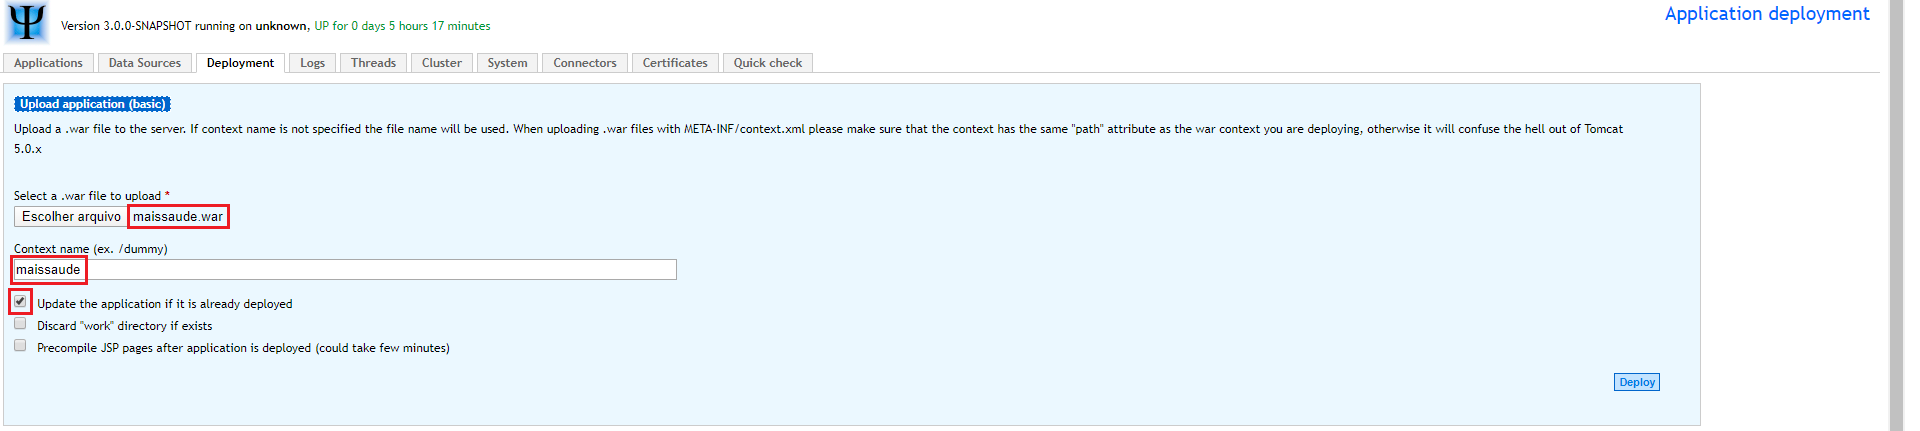 Application deployment
Version 3.0.0-SNAPSHOT running on unknown, UP for 0 days 5 hours 17 minutes
Applications Data Sources Deployment Logs Threads Cluster System Connectors Certificates Quick check
Upload application (basic)
Upload a .war file to the server. If context name is not specified the file name will be used. When uploading .war files with META-INF/context.xml please make sure that the context has the same "path" attribute as the war context you are deploying, otherwise it will confuse the hell out of Tomcat
5.0.x
Select a .war file to upload *
Escolher arquivo maissaude.war
Context name (ex. /dummy)
maissaude
Update the application if it is already deployed
Discard "work" directory if exists
Precompile JSP pages after application is deployed (could take few minutes)
Deploy